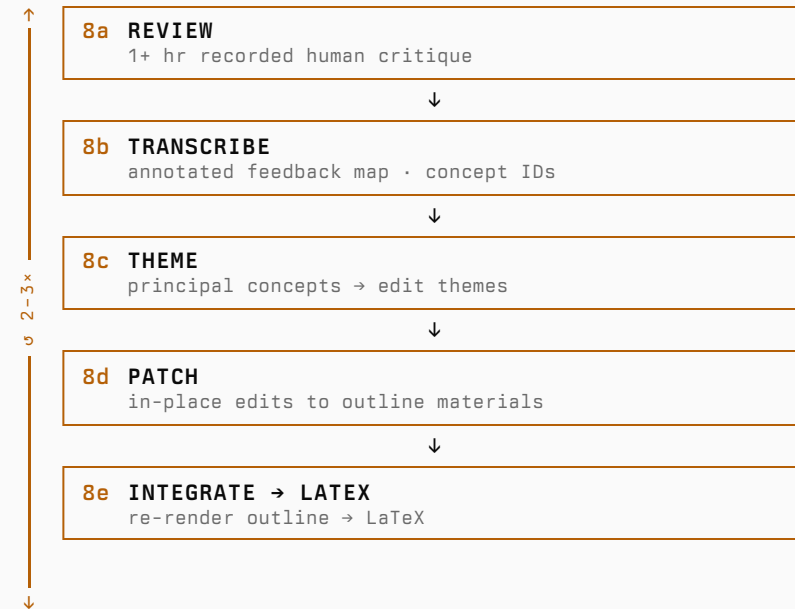 8a REVIEW
1+ hr recorded human critique
↓
8b TRANSCRIBE
annotated feedback map · concept IDs
↓
8c THEME
principal concepts → edit themes
↓
↺ 2–3×
8d PATCH
in-place edits to outline materials
↓
8e INTEGRATE → LATEX
re-render outline → LaTeX